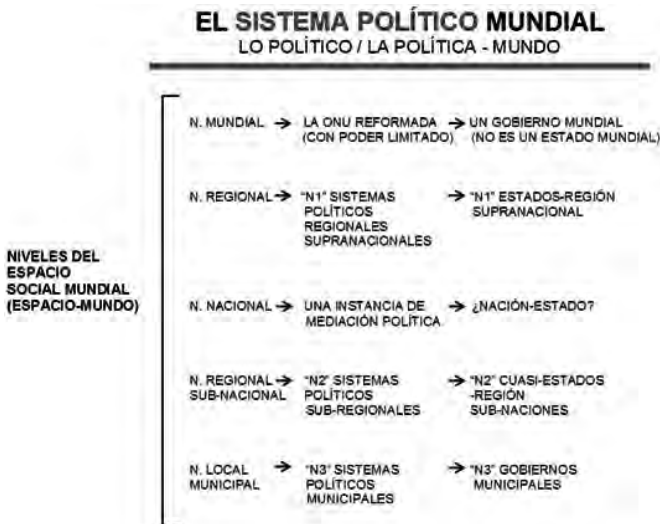 EL SISTEMA POLÍTICO MUNDIAL
LO POLÍTICO / LA POLÍTICA - MUNDO
N. MUNDIAL → LA ONU REFORMADA → UN GOBIERNO MUNDIAL
(CON PODER LIMITADO) (NO ES UN ESTADO MUNDIAL)
N. REGIONAL → "N1" SISTEMAS → "N1" ESTADOS-REGIÓN
POLÍTICOS SUPRANACIONAL
REGIONALES
SUPRANACIONALES
NIVELES DEL
ESPACIO
SOCIAL MUNDIAL
(ESPACIO-MUNDO)
N. NACIONAL → UNA INSTANCIA DE → ¿NACIÓN-ESTADO?
MEDIACIÓN POLÍTICA
N. REGIONAL → "N2" SISTEMAS → "N2" CUASI-ESTADOS
SUB-NACIONAL POLÍTICOS -REGIÓN
SUB-REGIONALES SUB-NACIONES
N. LOCAL → "N3" SISTEMAS → "N3" GOBIERNOS
MUNICIPAL POLÍTICOS MUNICIPALES
MUNICIPALES